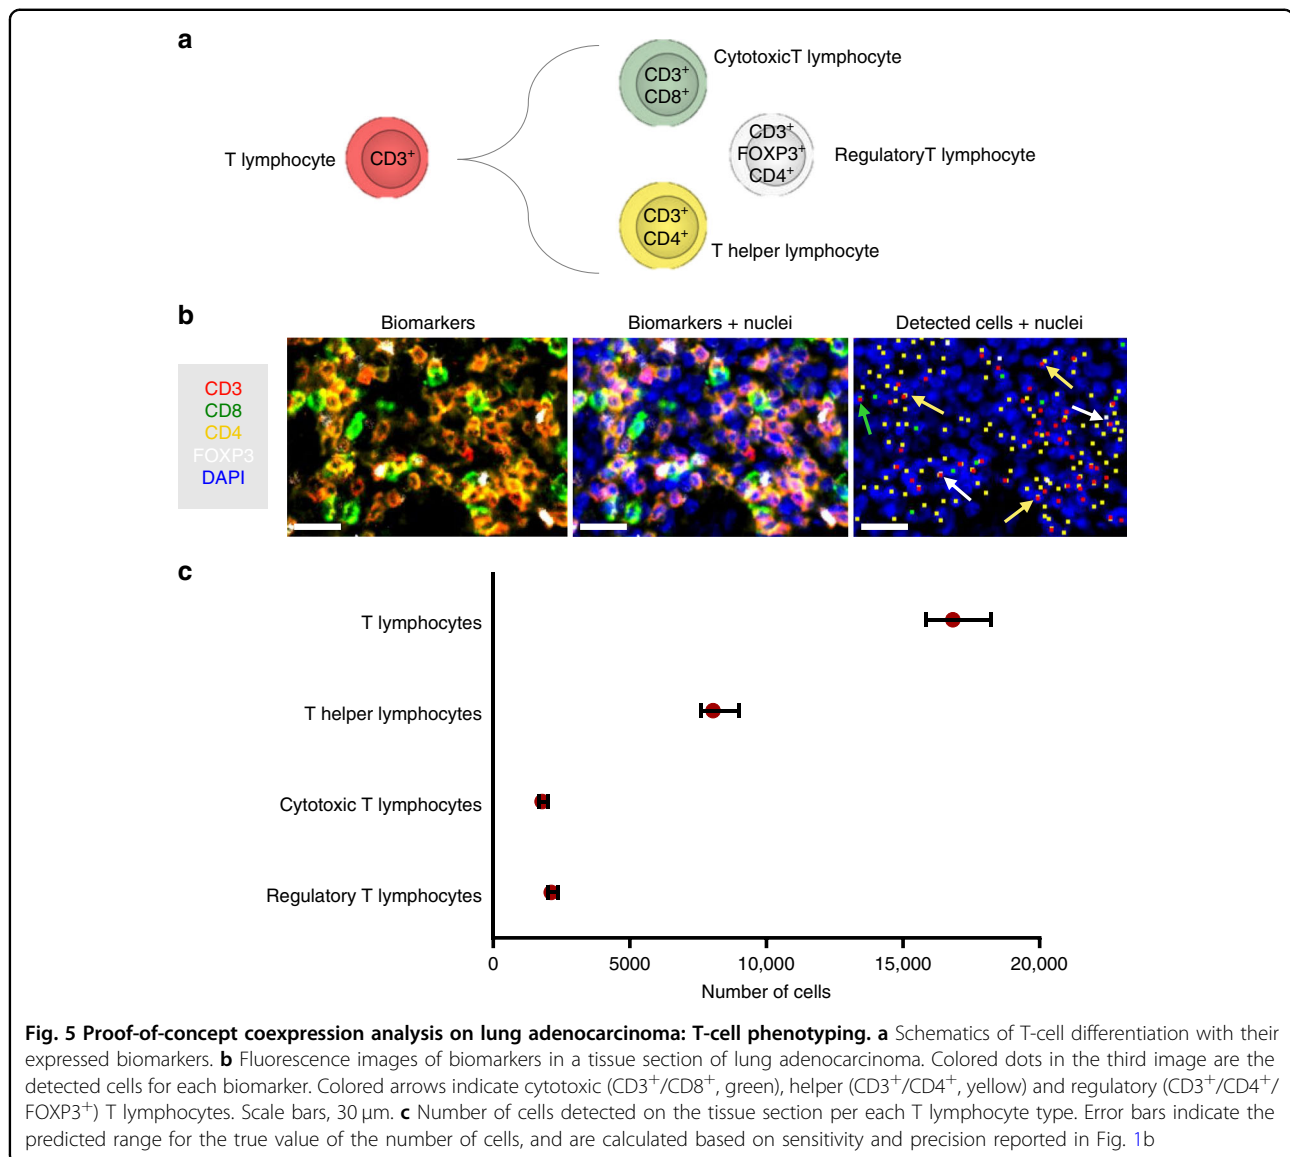 a
CytotoxicT lymphocyte
CD3⁺
CD8⁺
T lymphocyte
CD3⁺
CD3⁺
FOXP3⁺
CD4⁺
RegulatoryT lymphocyte
CD3⁺
CD4⁺
T helper lymphocyte
b
Biomarkers
Biomarkers + nuclei
Detected cells + nuclei
CD3
CD8
CD4
FOXP3
DAPI
c
T lymphocytes
T helper lymphocytes
Cytotoxic T lymphocytes
Regulatory T lymphocytes
0 5000 10,000 15,000 20,000
Number of cells
Fig. 5 Proof-of-concept coexpression analysis on lung adenocarcinoma: T-cell phenotyping. a Schematics of T-cell differentiation with their
expressed biomarkers. b Fluorescence images of biomarkers in a tissue section of lung adenocarcinoma. Colored dots in the third image are the
detected cells for each biomarker. Colored arrows indicate cytotoxic (CD3⁺/CD8⁺, green), helper (CD3⁺/CD4⁺, yellow) and regulatory (CD3⁺/CD4⁺/
FOXP3⁺) T lymphocytes. Scale bars, 30 µm. c Number of cells detected on the tissue section per each T lymphocyte type. Error bars indicate the
predicted range for the true value of the number of cells, and are calculated based on sensitivity and precision reported in Fig. 1b